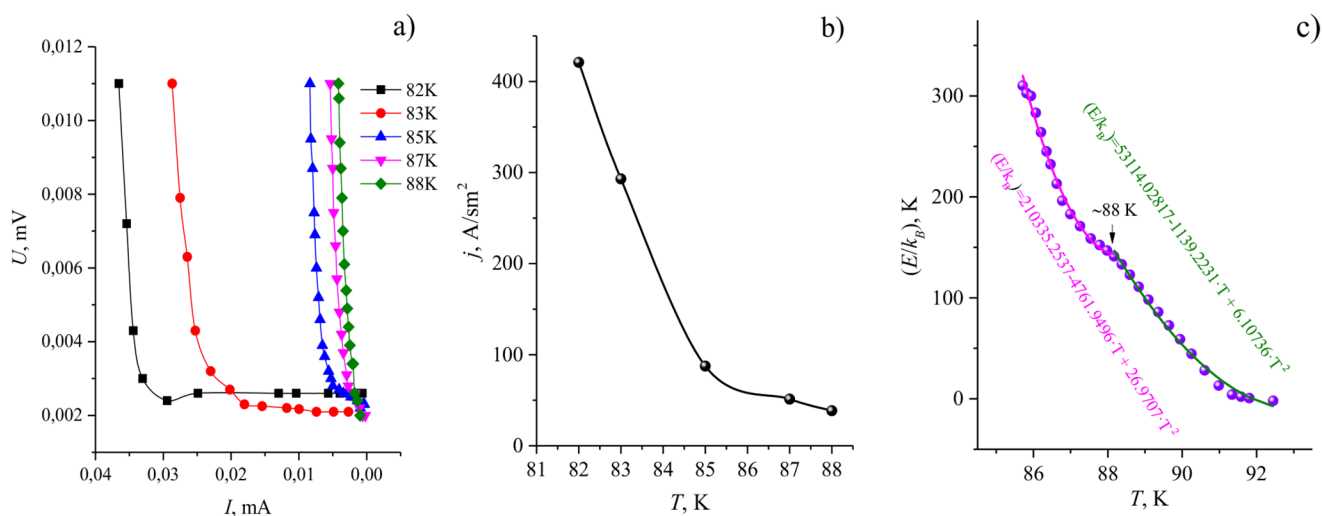 a)
0,012
0,010
0,008
0,006
0,004
0,002
U, mV
0,04
0,03
0,02
0,01
0,00
I, mA
82K
83K
85K
87K
88K
b)
400
300
200
100
0
j, A/sm²
81
82
83
84
85
86
87
88
T, K
c)
300
200
100
0
(E/k_B), K
86
88
90
92
T, K
~88 K
(E/k_B)=53114.02817-1139.2231·T + 6.10736·T²
(E/k_B)=210335.2537-4761.9496·T + 26.9707·T²